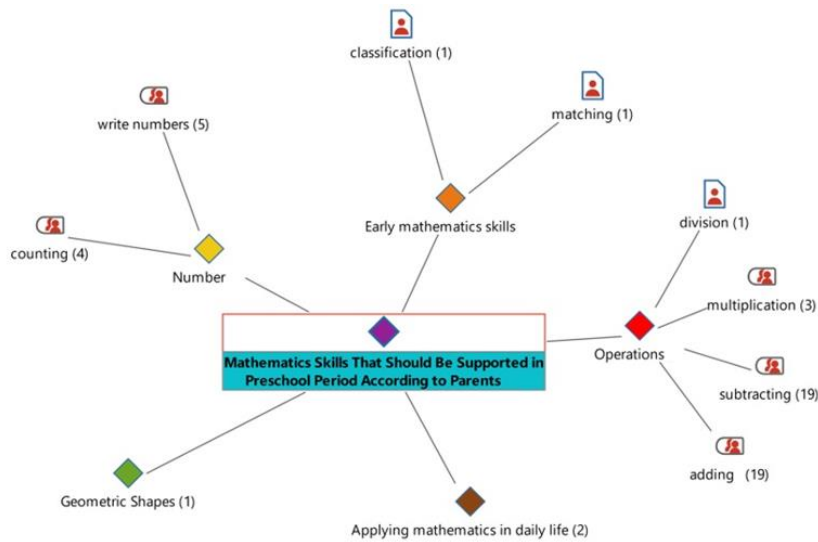 classification (1)
matching (1)
write numbers (5)
division (1)
Early mathematics skills
counting (4)
Number
multiplication (3)
Operations
Mathematics Skills That Should Be Supported in
Preschool Period According to Parents
subtracting (19)
adding (19)
Geometric Shapes (1)
Applying mathematics in daily life (2)